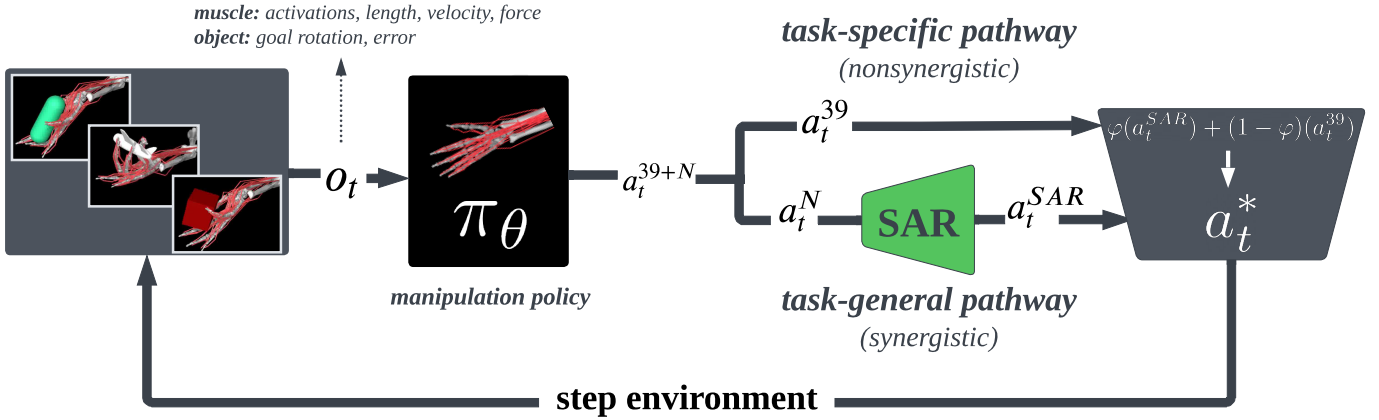 muscle: activations, length, velocity, force
object: goal rotation, error
task-specific pathway
(nonsynergistic)
a_t^{39}
φ(a_t^{SAR}) + (1 − φ)(a_t^{39})
o_t
a_t^{39+N}
π_θ
a_t^N
SAR
a_t^{SAR}
a_t^*
manipulation policy
task-general pathway
(synergistic)
step environment